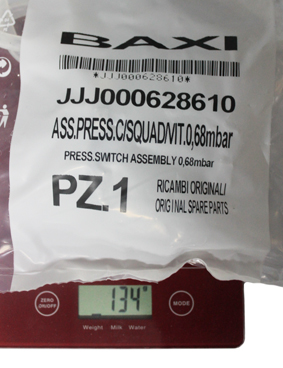 BAXI
*JJJ000628610*
JJJ000628610
ASS.PRESS.C/SQUAD/VIT.0,68mbar
PRESS.SWITCH ASSEMBLY 0,68mbar
PZ.1
RICAMBI ORIGINALI
ORIGINAL SPARE PARTS
ZERO
ON/OFF
134
MODE
Weight Milk Water